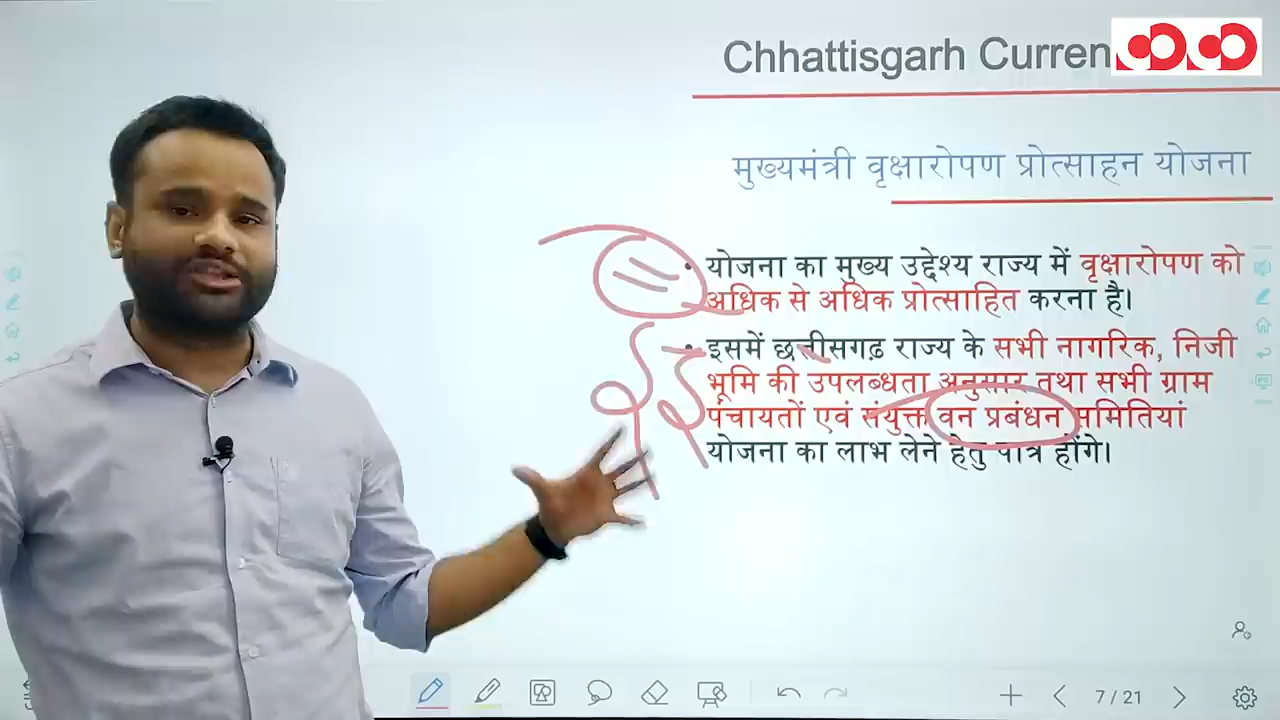 Chhattisgarh Curren
मुख्यमंत्री वृक्षारोपण प्रोत्साहन योजना
• योजना का मुख्य उद्देश्य राज्य में वृक्षारोपण को
अधिक से अधिक प्रोत्साहित करना है।
• इसमें छत्तीसगढ़ राज्य के सभी नागरिक, निजी
भूमि की उपलब्धता अनुसार तथा सभी ग्राम
पंचायतों एवं संयुक्त वन प्रबंधन समितियां
योजना का लाभ लेने हेतु पात्र होंगे।
7 / 21